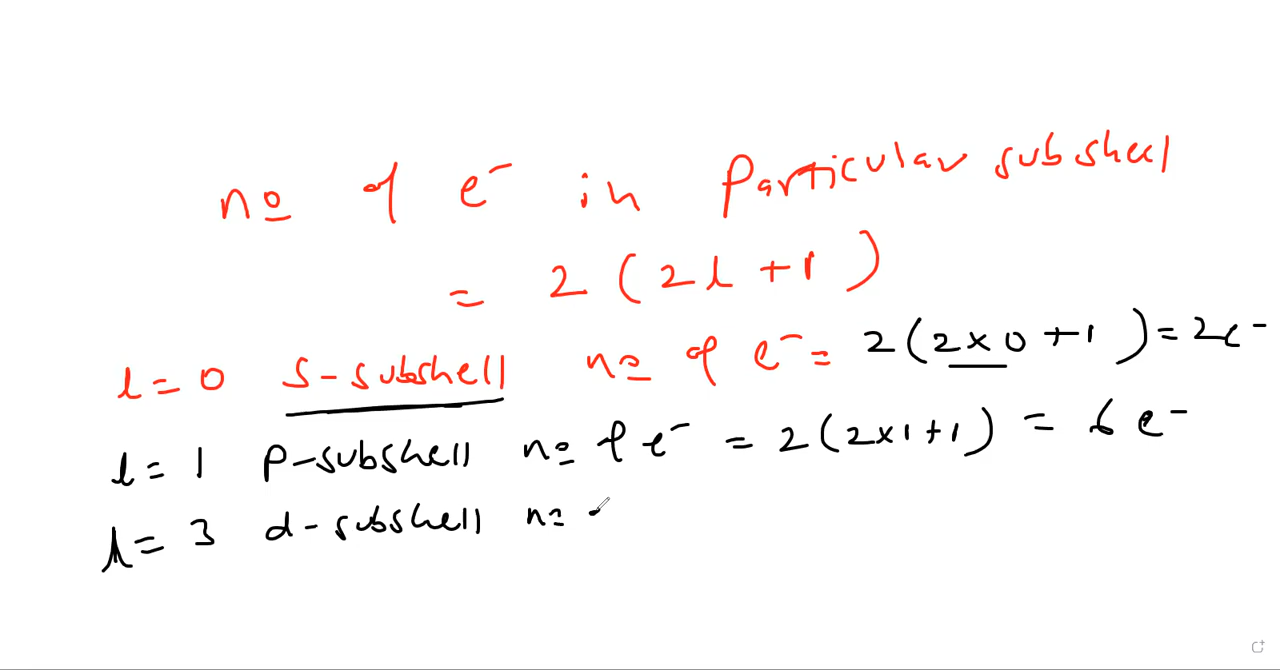 no of e⁻ in Particular subshell
= 2 (2l + 1)
l = 0 s-subshell no of e⁻ = 2(2×0+1) = 2e⁻
l = 1 p-subshell no of e⁻ = 2(2×1+1) = 6e⁻
l = 3 d-subshell no